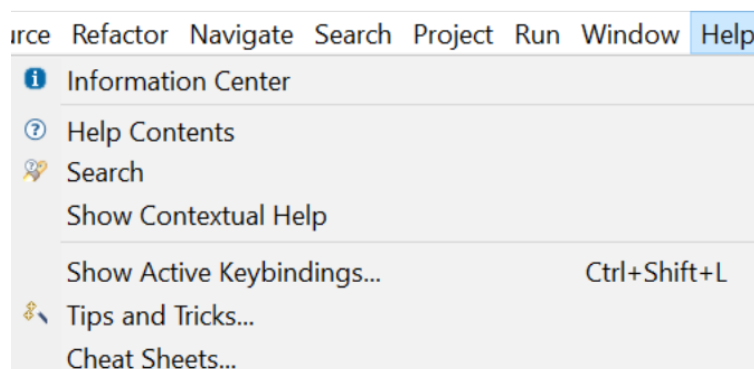 urce Refactor Navigate Search Project Run Window Help
Information Center
Help Contents
Search
Show Contextual Help
Show Active Keybindings... Ctrl+Shift+L
Tips and Tricks...
Cheat Sheets...